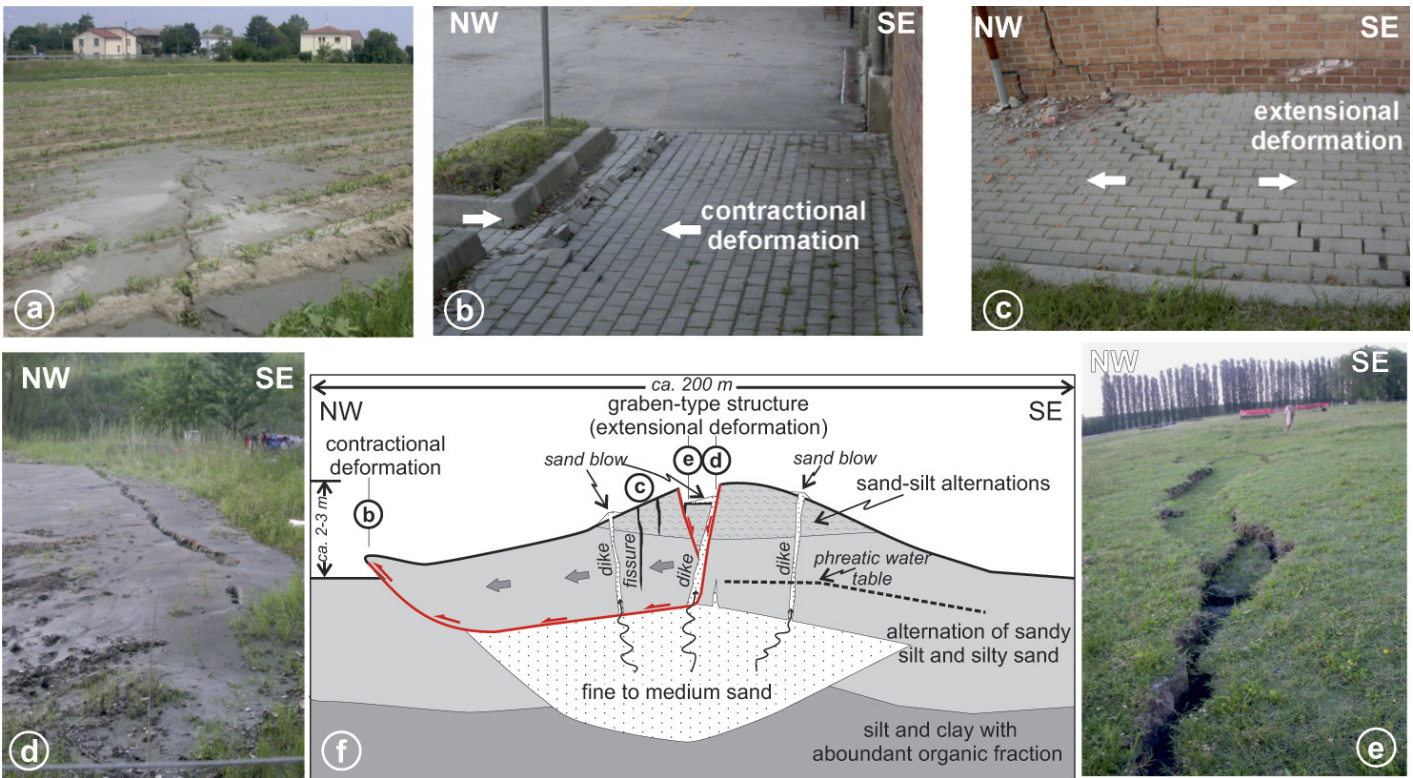 a
NW
SE
contractional
deformation
b
NW
SE
extensional
deformation
c
NW
SE
d
ca. 200 m
NW
SE
graben-type structure
(extensional deformation)
contractional
deformation
b
ca. 2-3 m
sand blow
e
d
c
sand blow
sand-silt alternations
dike
fissure
dike
dike
phreatic water
table
alternation of sandy
silt and silty sand
fine to medium sand
silt and clay with
aboundant organic fraction
f
NW
SE
e